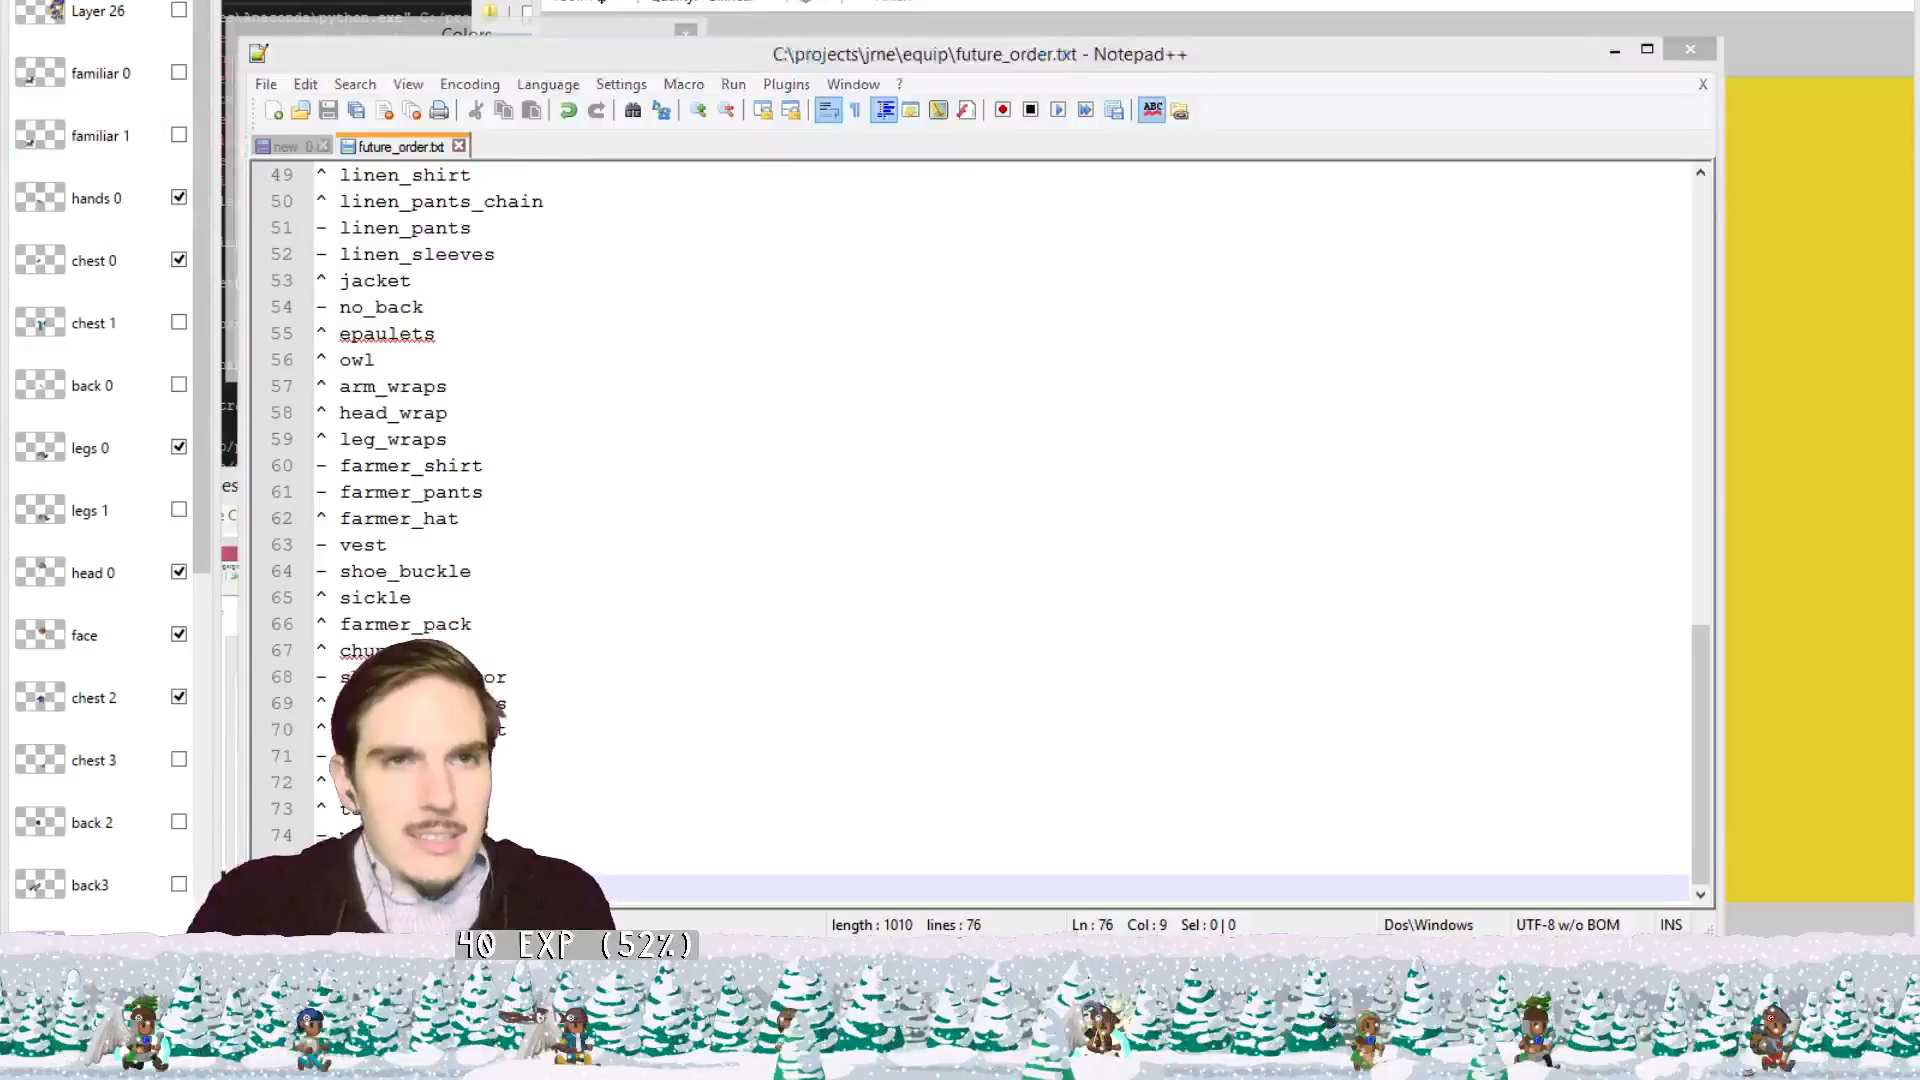 Layer 26
familiar 0
familiar 1
hands 0
chest 0
chest 1
back 0
legs 0
legs 1
head 0
face
chest 2
chest 3
back 2
back3
Colors
C:\projects\jrne\equip\future_order.txt - Notepad++
File Edit Search View Encoding Language Settings Macro Run Plugins Window ? X
new 0 future_order.txt
49 ^ linen_shirt
50 ^ linen_pants_chain
51 - linen_pants
52 - linen_sleeves
53 ^ jacket
54 - no_back
55 ^ epaulets
56 ^ owl
57 ^ arm_wraps
58 ^ head_wrap
59 ^ leg_wraps
60 - farmer_shirt
61 - farmer_pants
62 ^ farmer_hat
63 - vest
64 - shoe_buckle
65 ^ sickle
66 ^ farmer_pack
67 ^
68 -
69 ^
70 ^
71 -
72 ^
73 ^
74 -
length : 1010 lines : 76 Ln : 76 Col : 9 Sel : 0 | 0 Dos\Windows UTF-8 w/o BOM INS
40 EXP (52%)